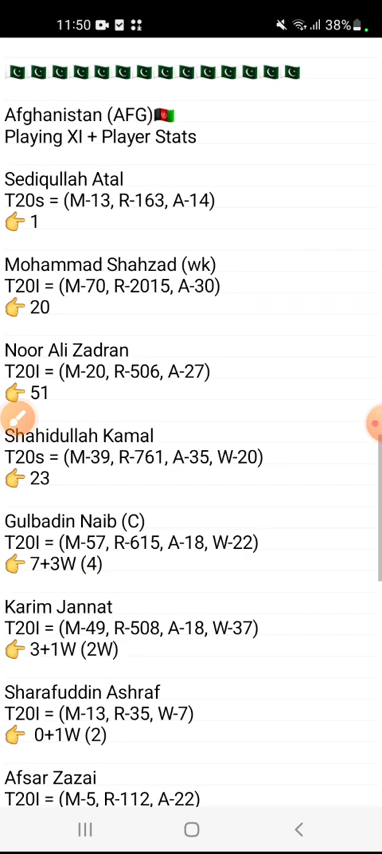 11:50 38%
🇵🇰 🇵🇰 🇵🇰 🇵🇰 🇵🇰 🇵🇰 🇵🇰 🇵🇰 🇵🇰 🇵🇰 🇵🇰 🇵🇰 🇵🇰 🇵🇰
Afghanistan (AFG)🇦🇫
Playing XI + Player Stats
Sediqullah Atal
T20s = (M-13, R-163, A-14)
👉 1
Mohammad Shahzad (wk)
T20I = (M-70, R-2015, A-30)
👉 20
Noor Ali Zadran
T20I = (M-20, R-506, A-27)
👉 51
Shahidullah Kamal
T20s = (M-39, R-761, A-35, W-20)
👉 23
Gulbadin Naib (C)
T20I = (M-57, R-615, A-18, W-22)
👉 7+3W (4)
Karim Jannat
T20I = (M-49, R-508, A-18, W-37)
👉 3+1W (2W)
Sharafuddin Ashraf
T20I = (M-13, R-35, W-7)
👉 0+1W (2)
Afsar Zazai
T20I = (M-5, R-112, A-22)